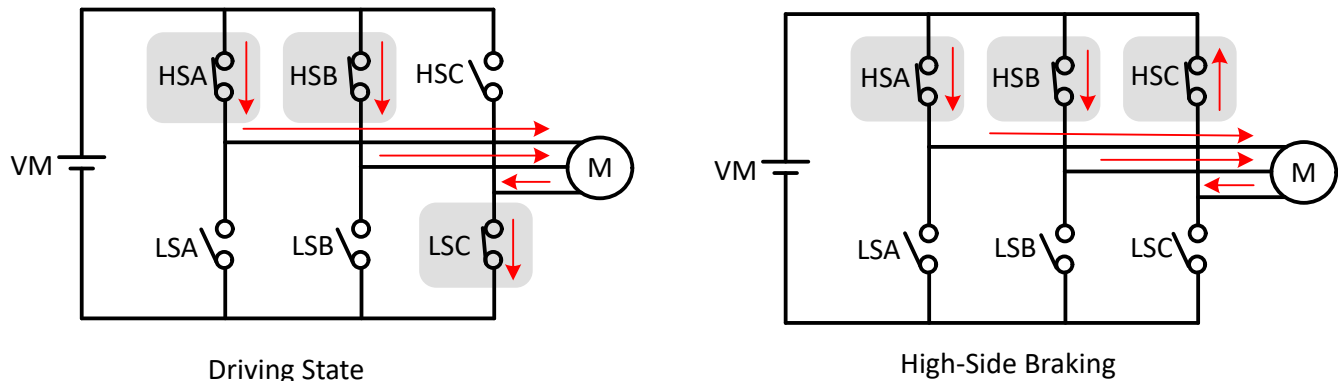 HSA
HSB
HSC
VM
M
LSA
LSB
LSC
Driving State
HSA
HSB
HSC
VM
M
LSA
LSB
LSC
High-Side Braking